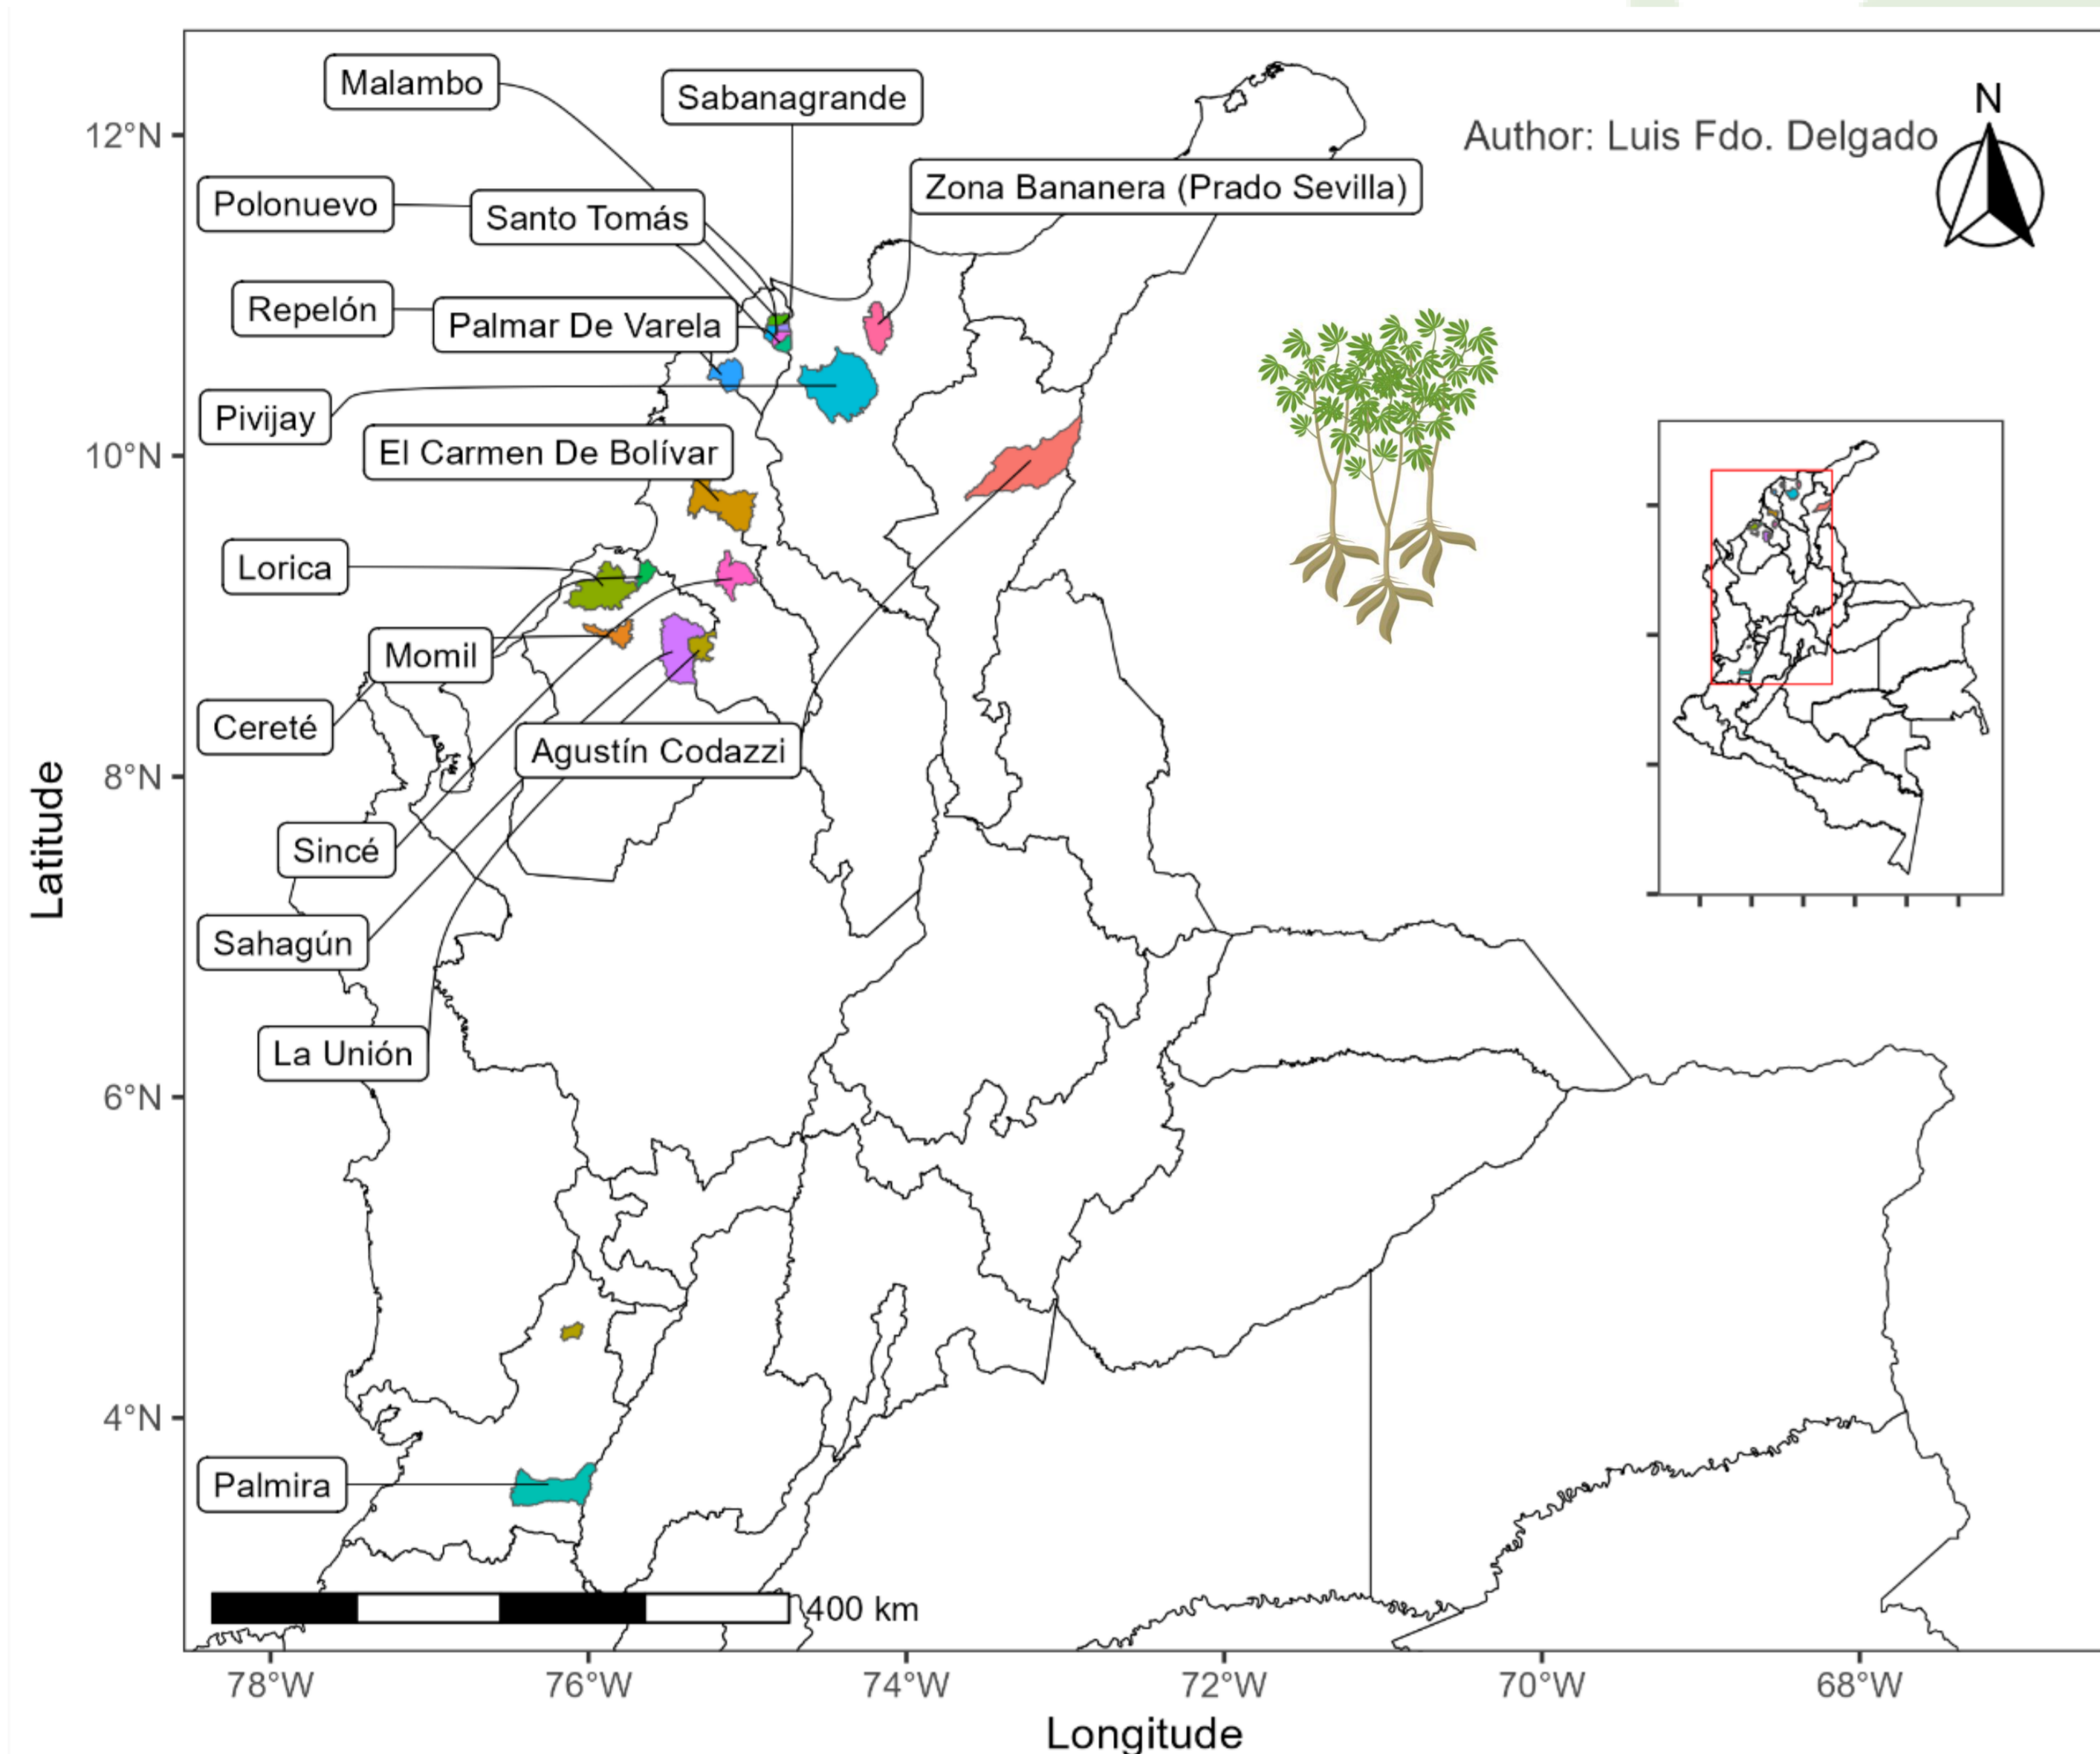 Malambo
Sabanagrande
Author: Luis Fdo. Delgado
N
12°N
Zona Bananera (Prado Sevilla)
Polonuevo
Santo Tomás
Repelón
Palmar De Varela
Pivijay
El Carmen De Bolívar
10°N
Lorica
Momil
Cereté
Agustín Codazzi
8°N
Sincé
Sahagún
La Unión
6°N
4°N
Palmira
400 km
Latitude
78°W
76°W
74°W
72°W
70°W
68°W
Longitude